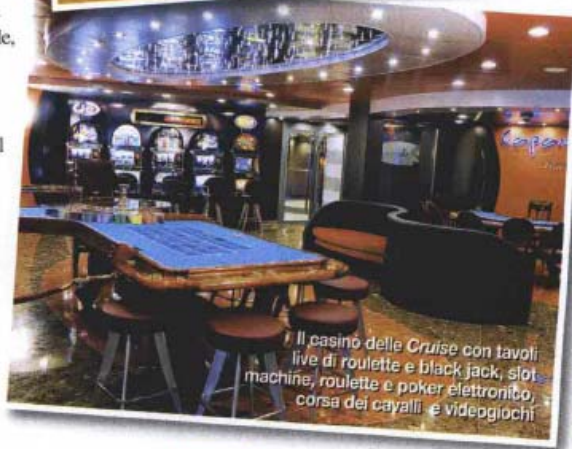 le,
Il casinò delle Cruise con tavoli
live di roulette e black jack, slot
machine, roulette e poker elettronico,
corsa dei cavalli e videogiochi